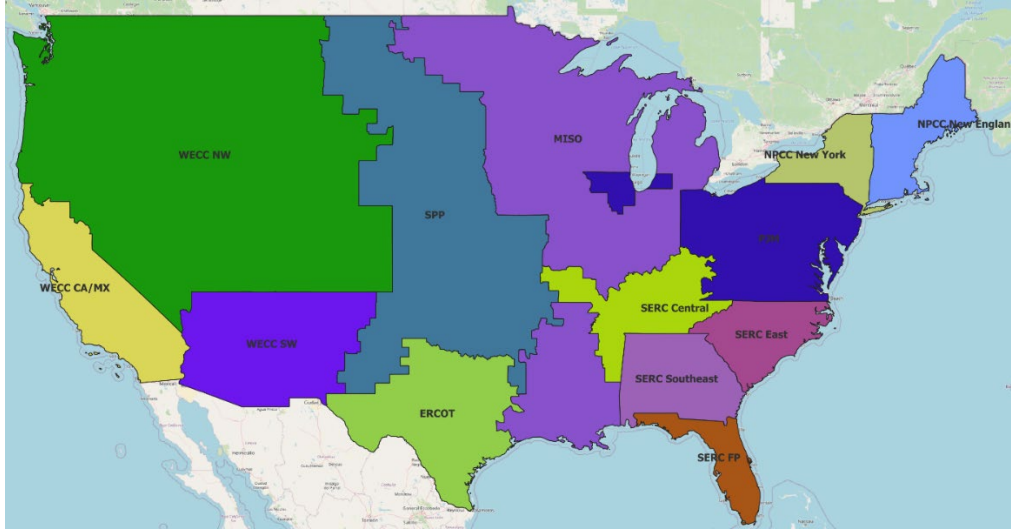 WECC NW
MISO
NPCC New England
NPCC New York
SPP
PJM
WECC CA/MX
SERC Central
WECC SW
SERC East
SERC Southeast
ERCOT
SERC FP